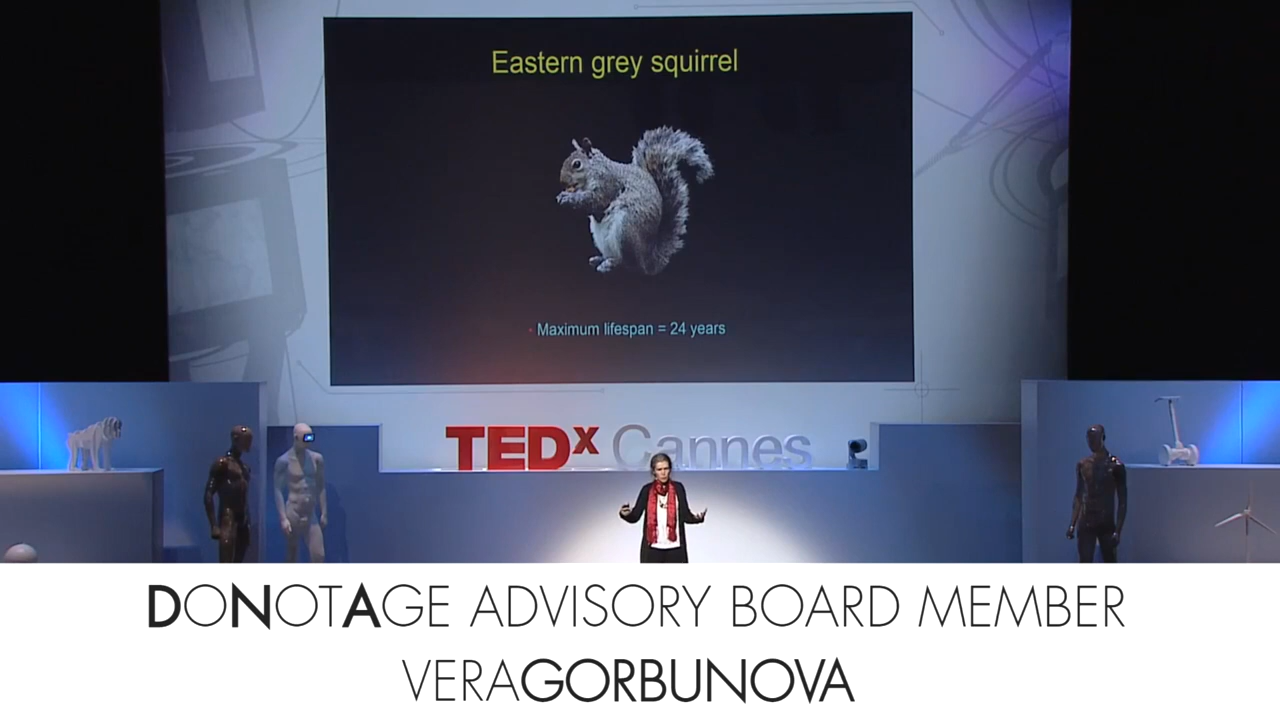 Eastern grey squirrel
• Maximum lifespan = 24 years
TEDx Cannes
DONOTAGE ADVISORY BOARD MEMBER
VERAGORBUNOVA